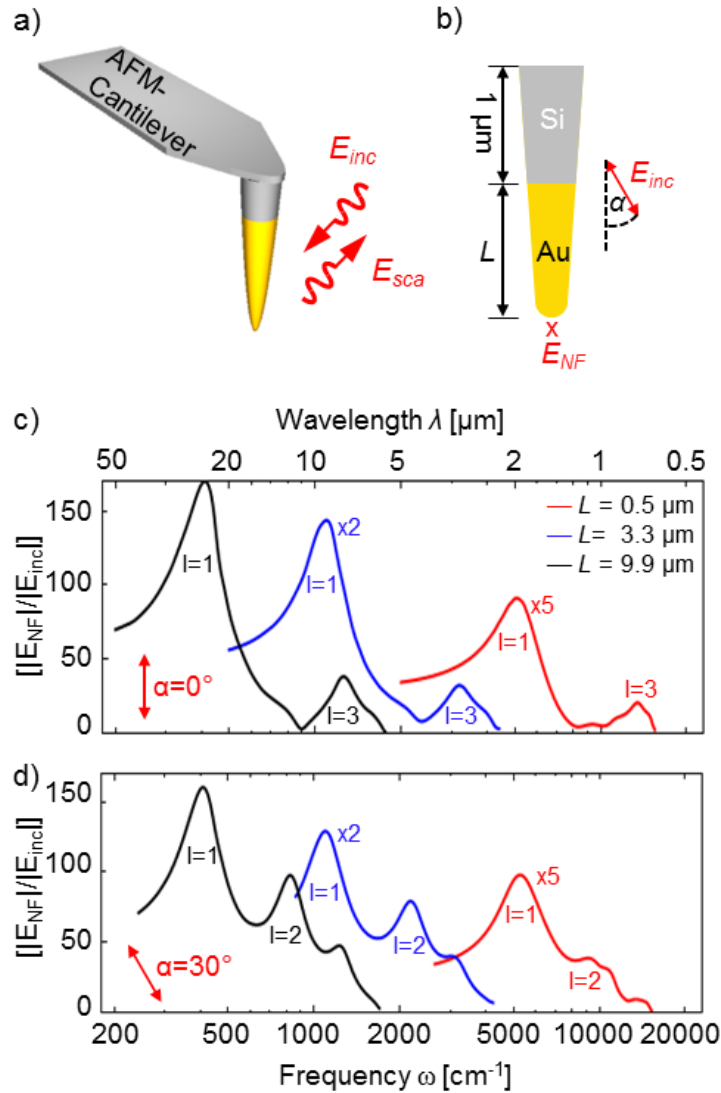 a)
AFM-
Cantilever
E_inc
E_sca
b)
1 µm
Si
L
Au
E_inc
α
x
E_NF
c)
Wavelength λ [µm]
50 20 10 5 2 1 0.5
[|E_NF|/|E_inc|]
150
100
50
0
— L = 0.5 µm
— L= 3.3 µm
— L = 9.9 µm
l=1
x2
l=1
x5
l=1
α=0°
l=3
l=3
l=3
d)
[|E_NF|/|E_inc|]
150
100
50
0
l=1
x2
l=1
x5
l=1
l=2
l=2
l=2
α=30°
200 500 1000 2000 5000 10000 20000
Frequency ω [cm⁻¹]